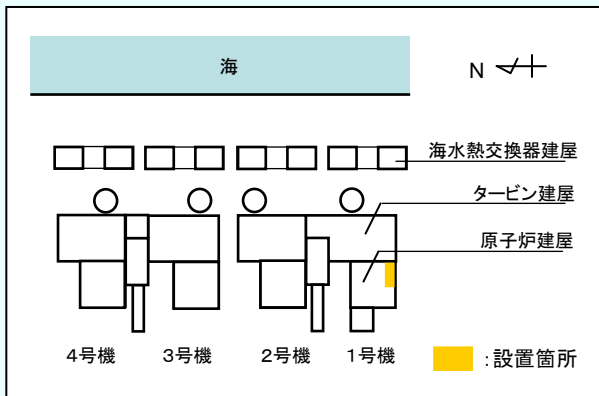 海
N
海水熱交換器建屋
タービン建屋
原子炉建屋
4号機 3号機 2号機 1号機
:設置箇所